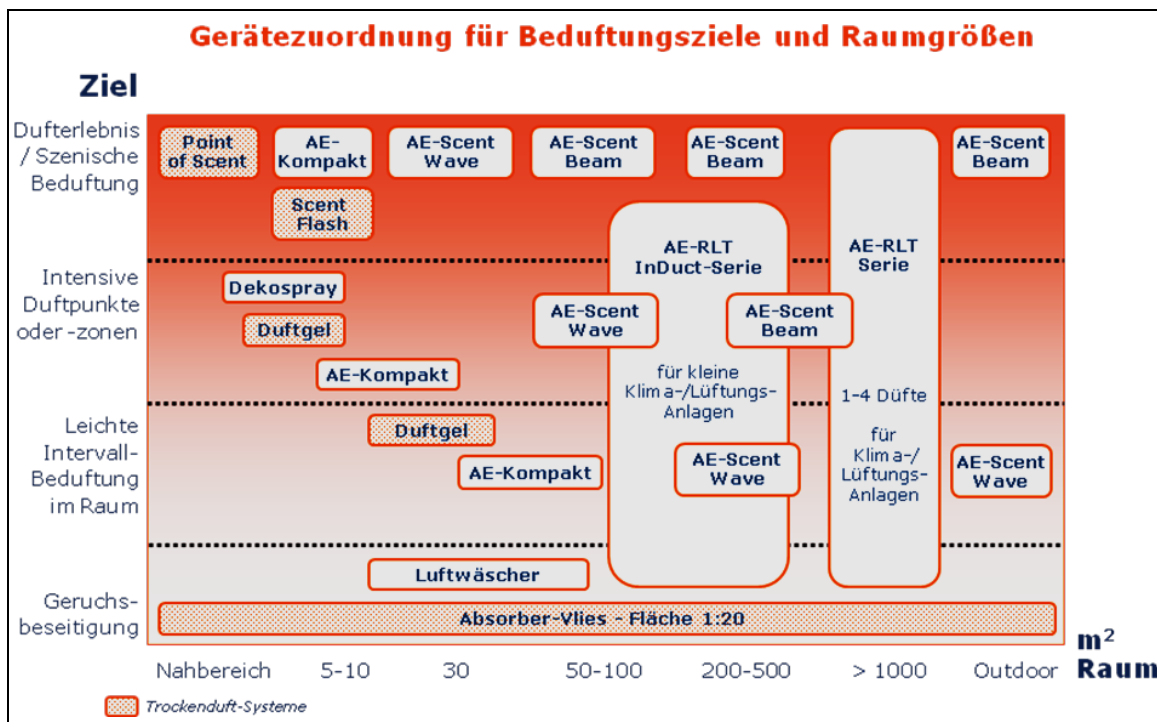 Gerätezuordnung für Beduftungsziele und Raumgrößen
Ziel
Dufterlebnis
/ Szenische
Beduftung
Point
of Scent
AE-
Kompakt
AE-Scent
Wave
AE-Scent
Beam
AE-Scent
Beam
AE-Scent
Beam
Scent
Flash
AE-RLT
InDuct-Serie
AE-RLT
Serie
Intensive
Duftpunkte
oder -zonen
Dekospray
Duftgel
AE-Scent
Wave
AE-Scent
Beam
AE-Kompakt
für kleine
Klima-/Lüftungs-
Anlagen
1-4 Düfte
für
Klima-/
Lüftungs-
Anlagen
Leichte
Intervall-
Beduftung
im Raum
Duftgel
AE-Kompakt
AE-Scent
Wave
AE-Scent
Wave
Luftwäscher
Geruchs-
beseitigung
Absorber-Vlies - Fläche 1:20
m²
Raum
Nahbereich 5-10 30 50-100 200-500 > 1000 Outdoor
Trockenduft-Systeme